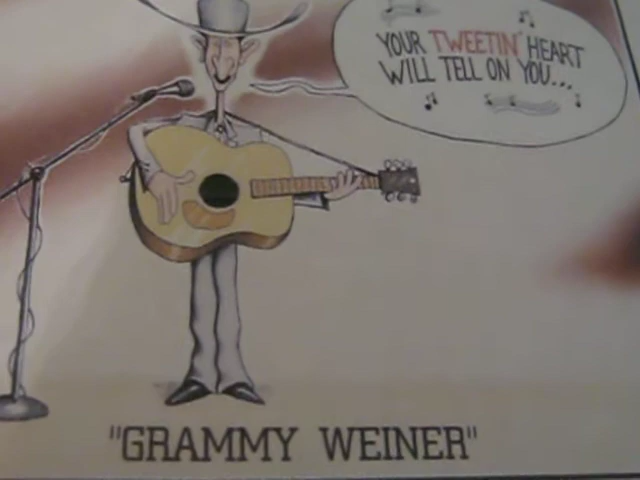 YOUR TWEETIN' HEART
WILL TELL ON YOU...
"GRAMMY WEINER"